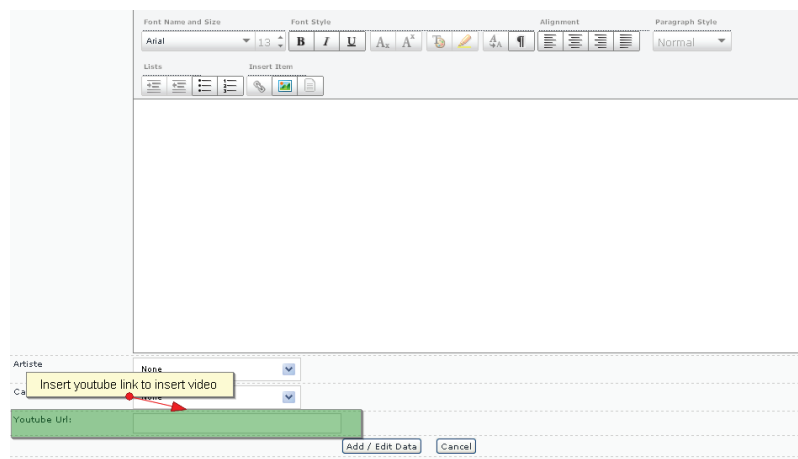 Font Name and Size Font Style Alignment Paragraph Style
Arial 13 B I U Normal
Lists Insert Item
Artiste None
Insert youtube link to insert video
Ca None
Youtube Url:
Add / Edit Data Cancel